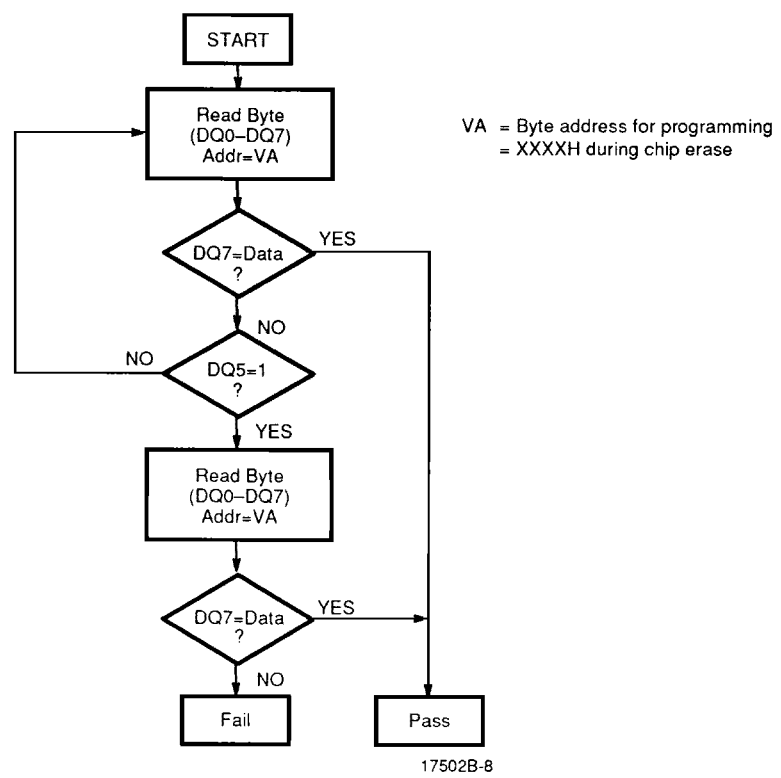 START
Read Byte
(DQ0–DQ7)
Addr=VA
VA = Byte address for programming
= XXXXH during chip erase
DQ7=Data
?
YES
NO
NO
DQ5=1
?
YES
Read Byte
(DQ0–DQ7)
Addr=VA
DQ7=Data
?
YES
NO
Fail
Pass
17502B-8